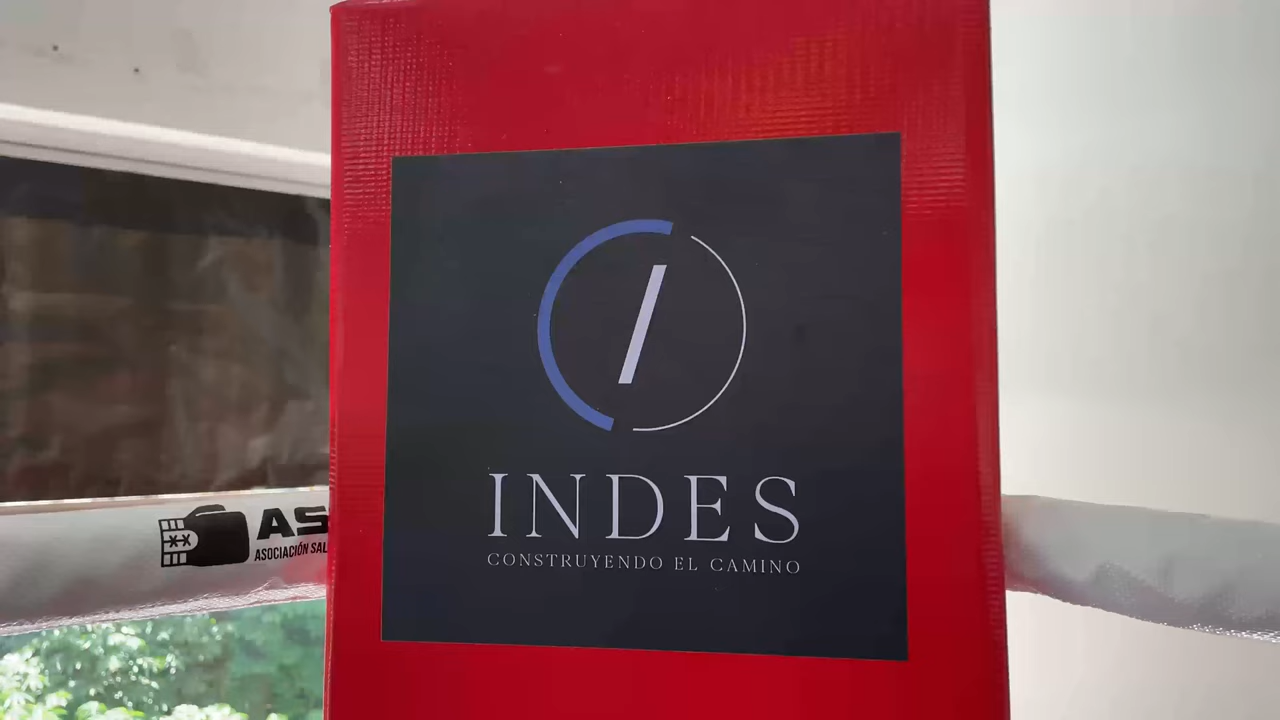 INDES
CONSTRUYENDO EL CAMINO
AS
ASOCIACIÓN SAL